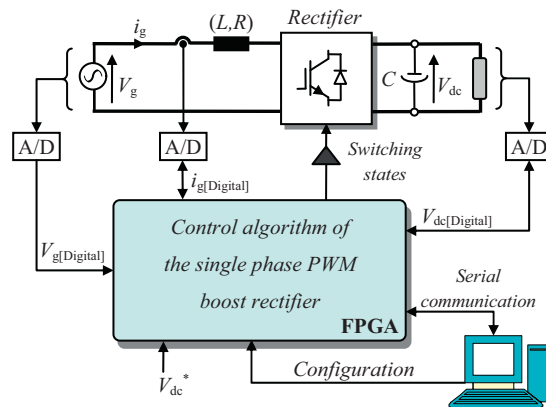 i_g
(L,R)
Rectifier
V_g
C
V_dc
A/D
A/D
A/D
Switching
states
i_g[Digital]
V_g[Digital]
V_dc[Digital]
Control algorithm of
the single phase PWM
boost rectifier
FPGA
Serial
communication
Configuration
V_dc*